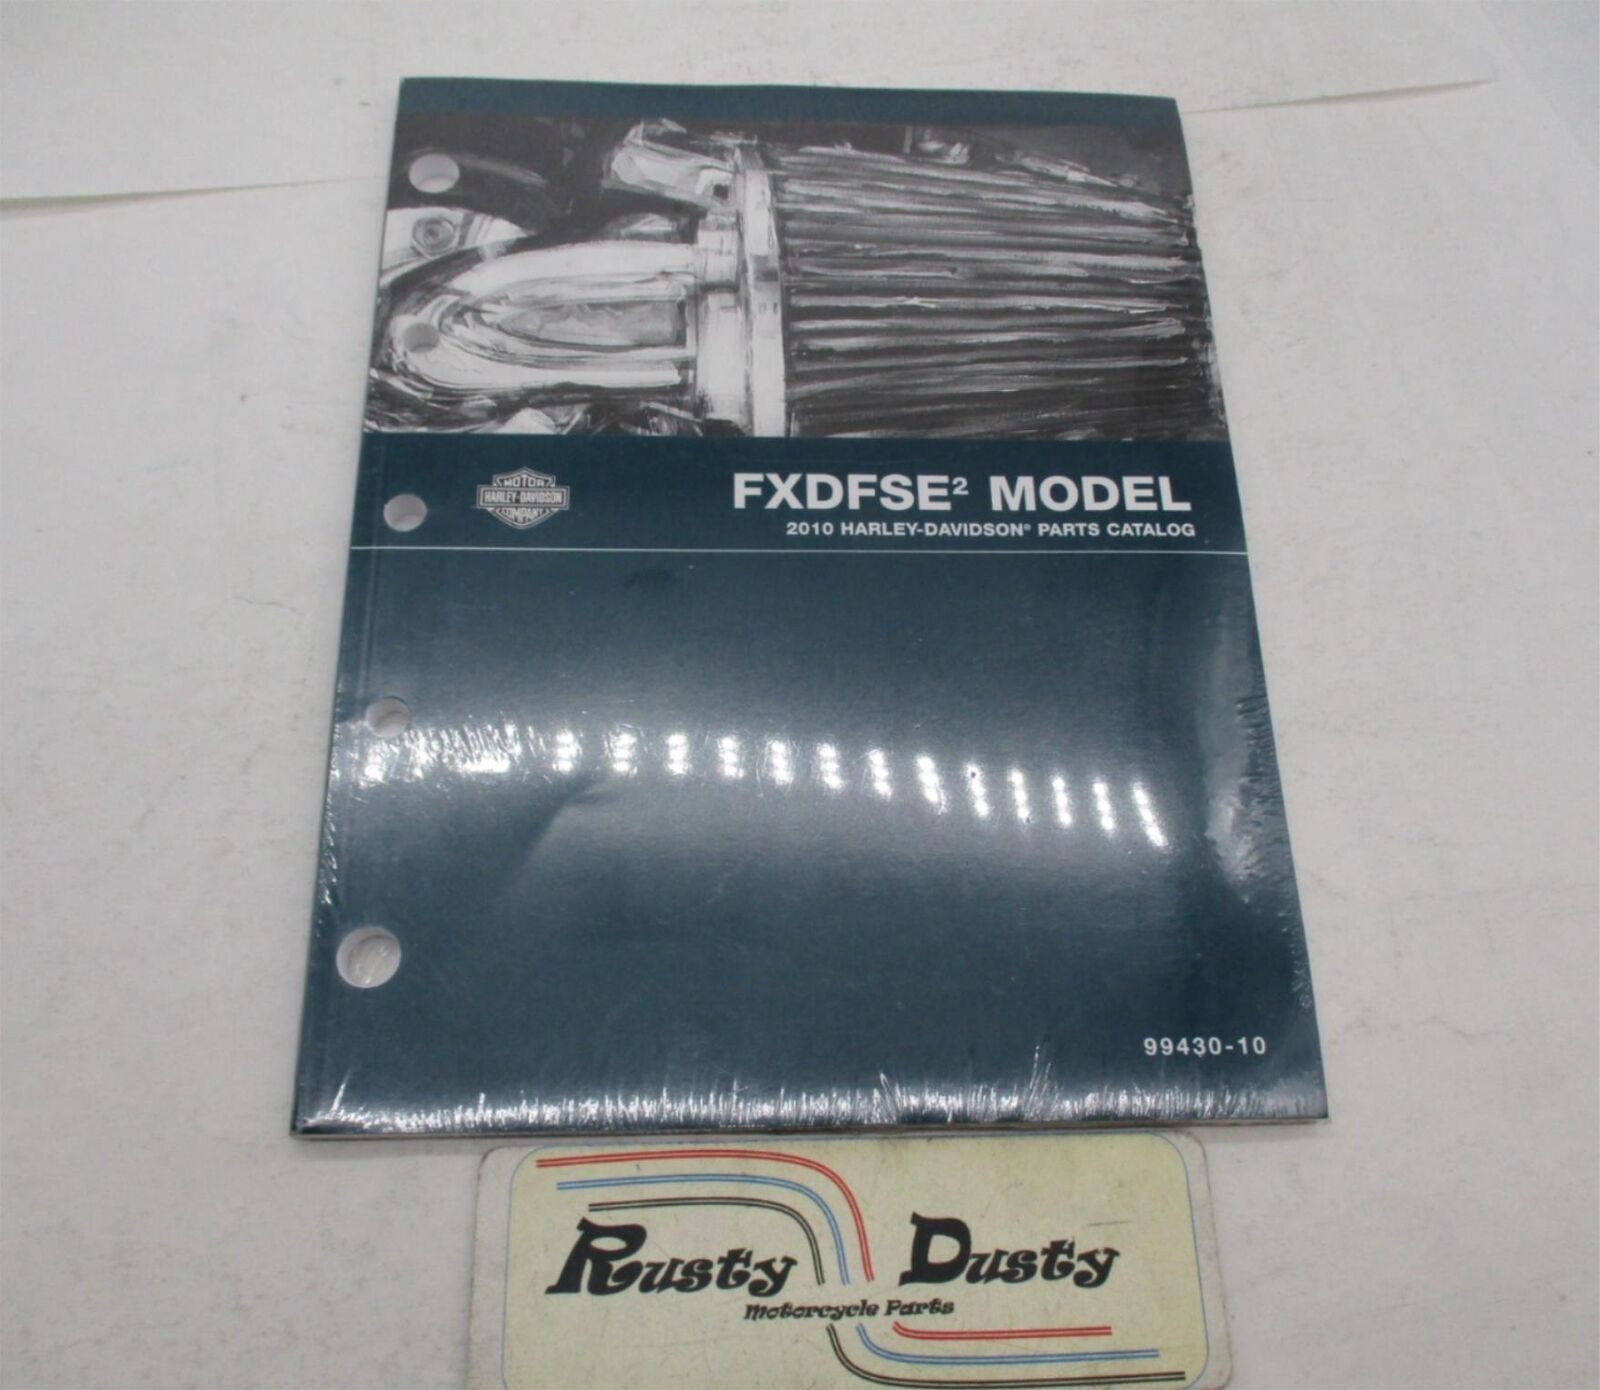 FXDFSE² MODEL
2010 HARLEY-DAVIDSON® PARTS CATALOG
MOTOR
HARLEY-DAVIDSON
COMPANY
99430-10
Rusty Dusty
Motorcycle Parts